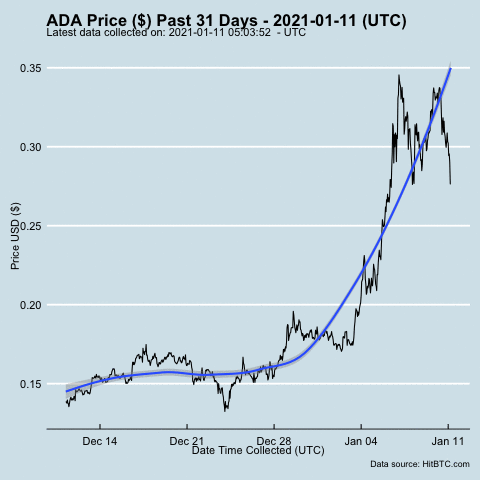 ADA Price ($) Past 31 Days - 2021-01-11 (UTC)
Latest data collected on: 2021-01-11 05:03:52 - UTC
0.35
0.30
0.25
0.20
0.15
Price USD ($)
Dec 14 Dec 21 Dec 28 Jan 04 Jan 11
Date Time Collected (UTC)
Data source: HitBTC.com